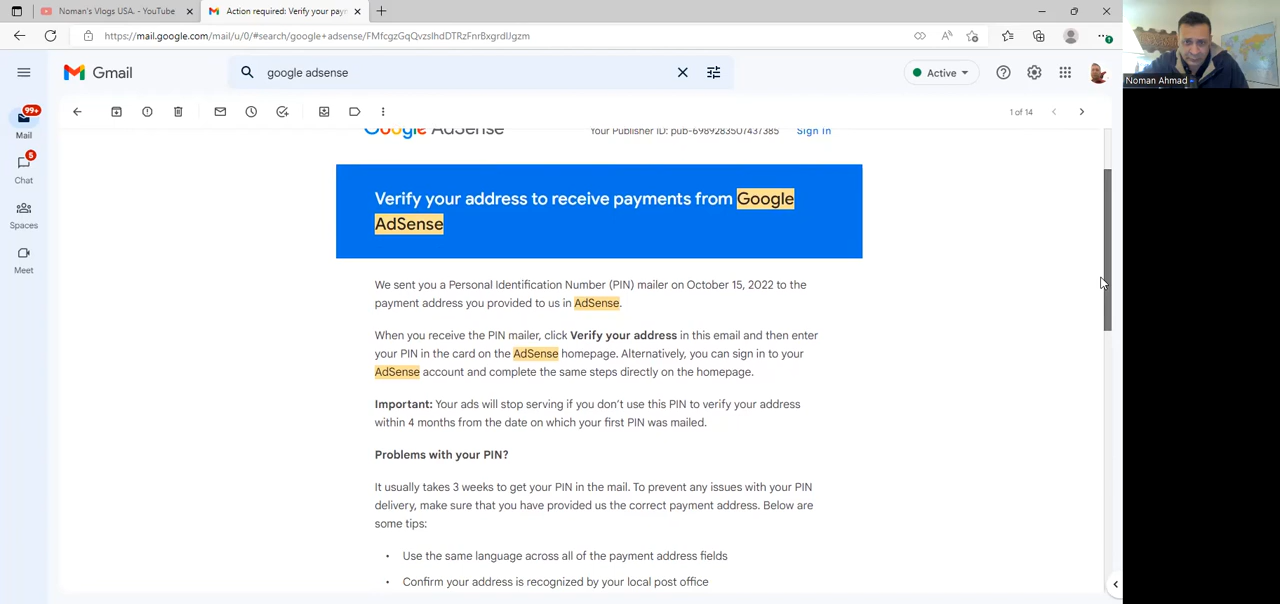 Noman's Vlogs USA. - YouTube
Action required: Verify your pay
https://mail.google.com/mail/u/0/#search/google+adsense/FMfcgzGqQvzslhdDTRzFnrBxgrdlJgzm
Gmail
google adsense
Active
Noman Ahmad
99+
Mail
1 of 14
5
Chat
Spaces
Meet
Google AdSense
Your Publisher ID: pub-6989283507437385
Sign In
Verify your address to receive payments from Google
AdSense
We sent you a Personal Identification Number (PIN) mailer on October 15, 2022 to the
payment address you provided to us in AdSense.
When you receive the PIN mailer, click Verify your address in this email and then enter
your PIN in the card on the AdSense homepage. Alternatively, you can sign in to your
AdSense account and complete the same steps directly on the homepage.
Important: Your ads will stop serving if you don't use this PIN to verify your address
within 4 months from the date on which your first PIN was mailed.
Problems with your PIN?
It usually takes 3 weeks to get your PIN in the mail. To prevent any issues with your PIN
delivery, make sure that you have provided us the correct payment address. Below are
some tips:
• Use the same language across all of the payment address fields
• Confirm your address is recognized by your local post office